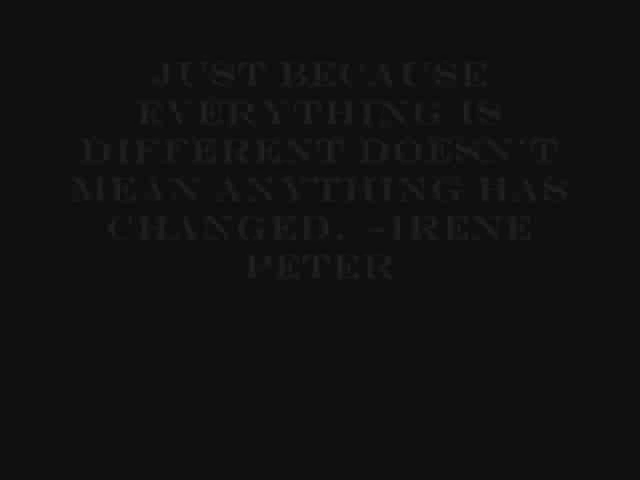 JUST BECAUSE
EVERYTHING IS
DIFFERENT DOESN'T
MEAN ANYTHING HAS
CHANGED. -IRENE
PETER